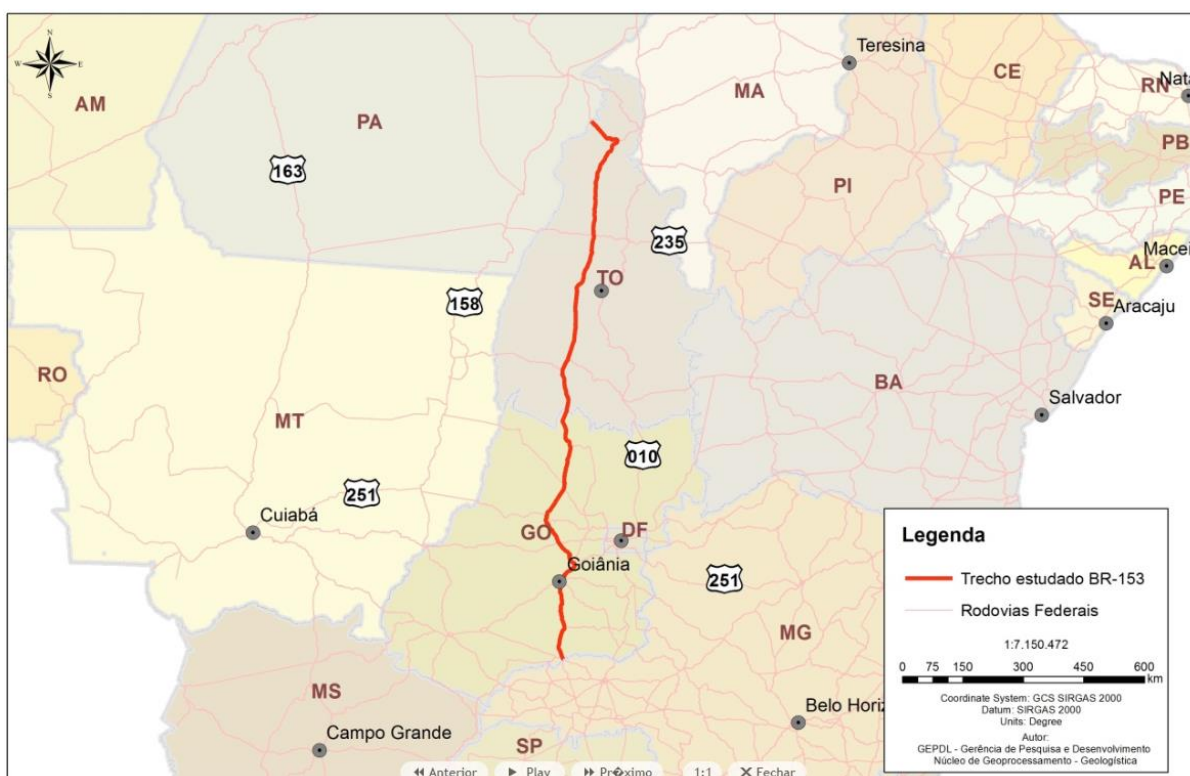 N
W E
S
AM
PA
MA
Teresina
CE
RN
Nata
PB
PE
163
PI
235
TO
158
AL
Macei
SE
Aracaju
RO
MT
BA
Salvador
010
251
Cuiabá
GO
DF
Goiânia
251
MG
MS
Campo Grande
SP
Belo Horiz
Legenda
Trecho estudado BR-153
Rodovias Federais
1:7.150.472
0 75 150 300 450 600
km
Coordinate System: GCS SIRGAS 2000
Datum: SIRGAS 2000
Units: Degree
Autor:
GEPDL - Gerência de Pesquisa e Desenvolvimento
Núcleo de Geoprocessamento - Geologística
Anterior Play Pr�ximo 1:1 Fechar